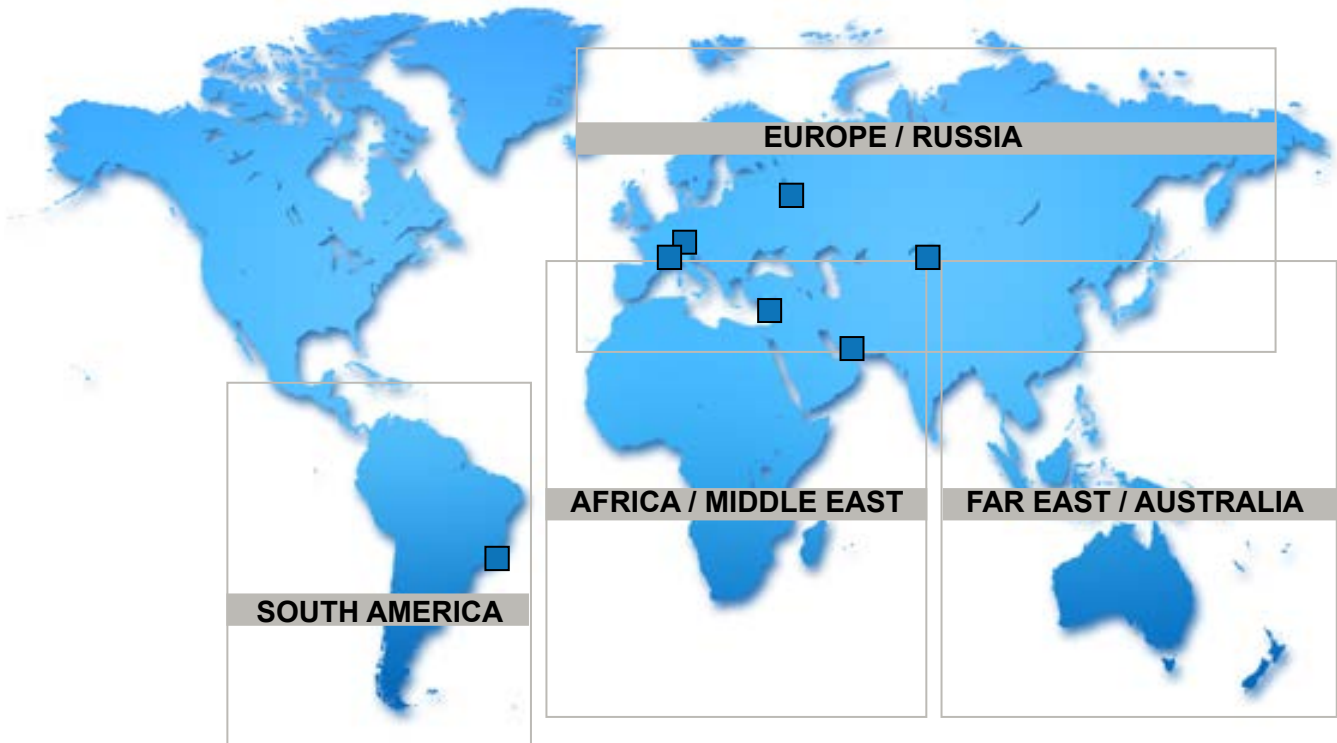 EUROPE / RUSSIA
AFRICA / MIDDLE EAST
FAR EAST / AUSTRALIA
SOUTH AMERICA